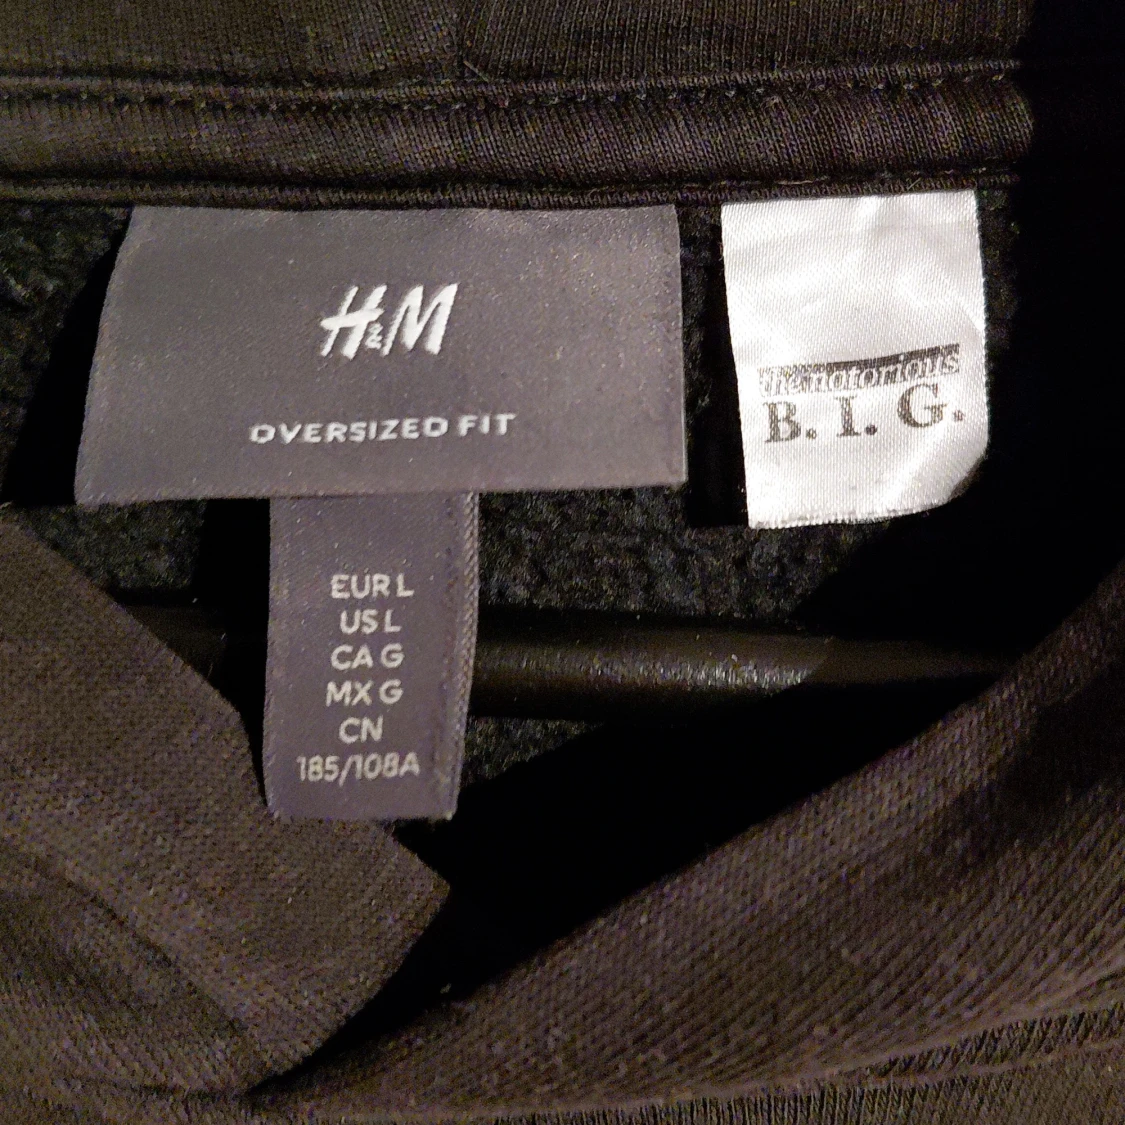 H&M
OVERSIZED FIT
EUR L
US L
CA G
MX G
CN
185/108A
the notorious
B. I. G.